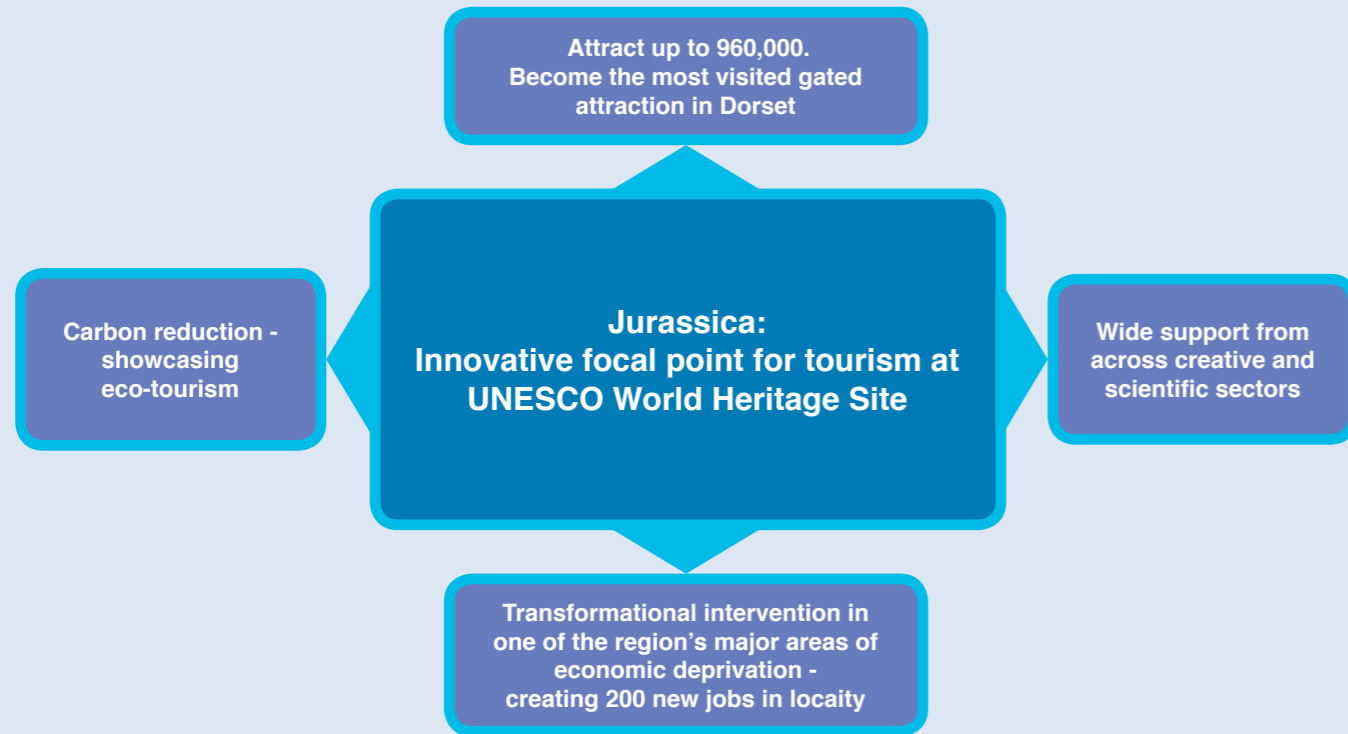 Attract up to 960,000.
Become the most visited gated
attraction in Dorset
Carbon reduction -
showcasing
eco-tourism
Jurassica:
Innovative focal point for tourism at
UNESCO World Heritage Site
Wide support from
across creative and
scientific sectors
Transformational intervention in
one of the region’s major areas of
economic deprivation -
creating 200 new jobs in locaity